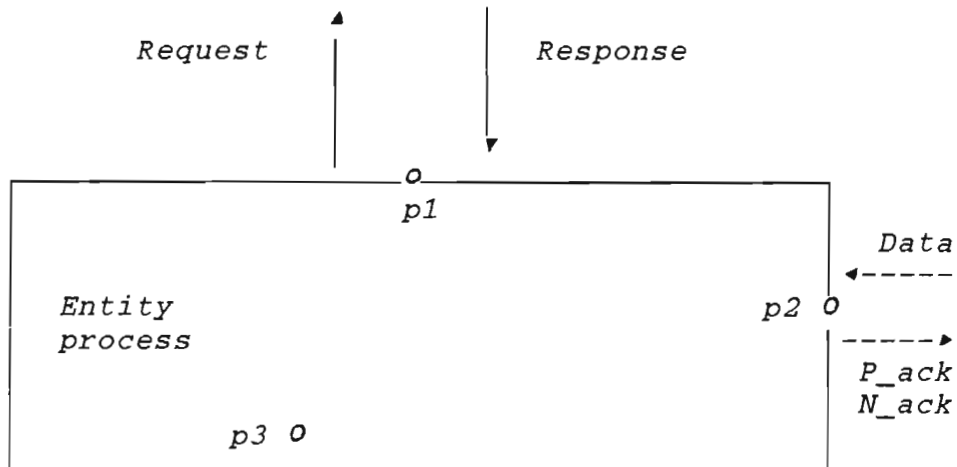 Request
Response
p1
Data
Entity
process
p2
P_ack
N_ack
p3